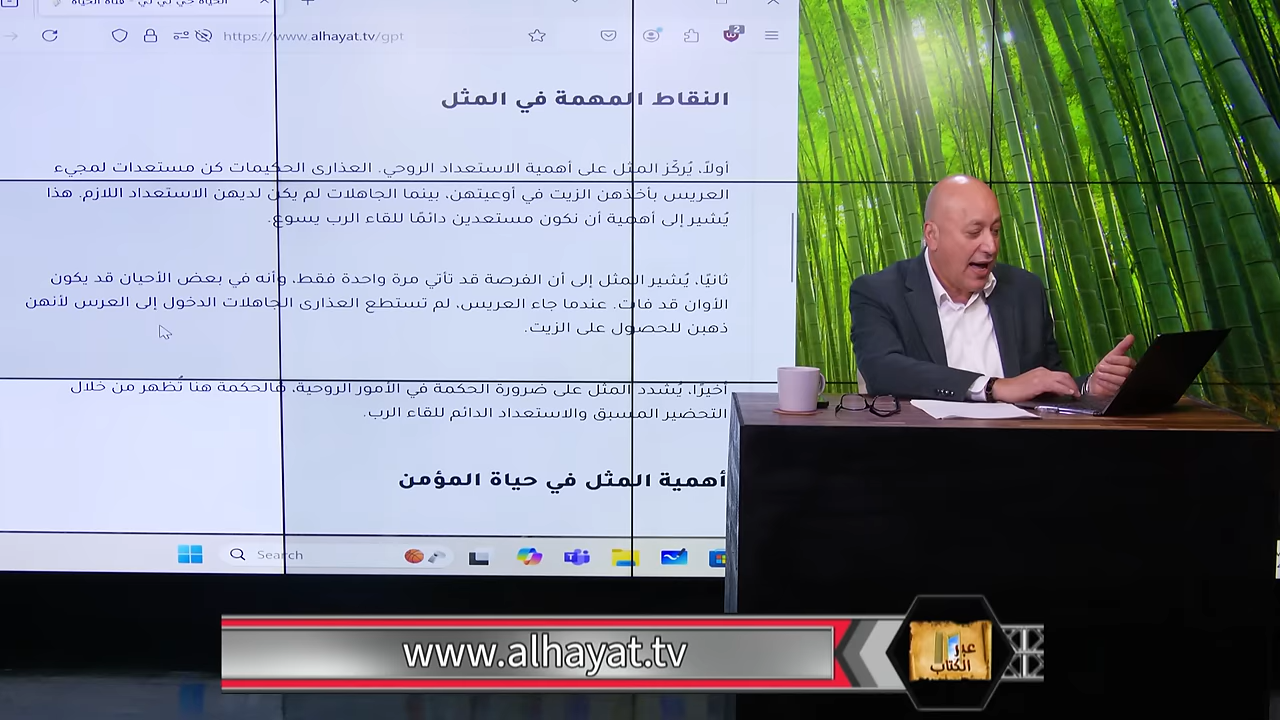 https://www.alhayat.tv/gpt
النقاط المهمة في المثل
أولاً، يُركّز المثل على أهمية الاستعداد الروحي. العذارى الحكيمات كن مستعدات لمجيء
العريس بأخذهن الزيت في أوعيتهن، بينما الجاهلات لم يكن لديهن الاستعداد اللازم. هذا
يُشير إلى أهمية أن نكون مستعدين دائمًا للقاء الرب يسوع.
ثانيًا، يُشير المثل إلى أن الفرصة قد تأتي مرة واحدة فقط، وأنه في بعض الأحيان قد يكون
الأوان قد فات. عندما جاء العريس، لم تستطع العذارى الجاهلات الدخول إلى العرس لأنهن
ذهبن للحصول على الزيت.
أخيرًا، يُشدد المثل على ضرورة الحكمة في الأمور الروحية، فالحكمة هنا تُظهر من خلال
التحضير المسبق والاستعداد الدائم للقاء الرب.
أهمية المثل في حياة المؤمن
Search
www.alhayat.tv
عبر
الكتاب